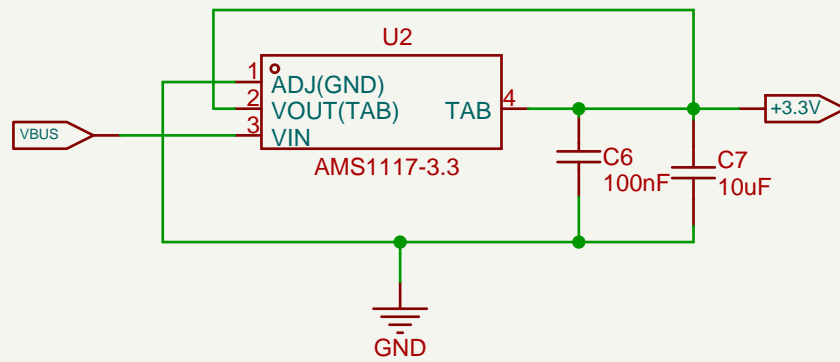 U2
1
ADJ(GND)
2
VOUT(TAB)
TAB
4
3
VIN
VBUS
+3.3V
AMS1117-3.3
C6
100nF
C7
10uF
GND